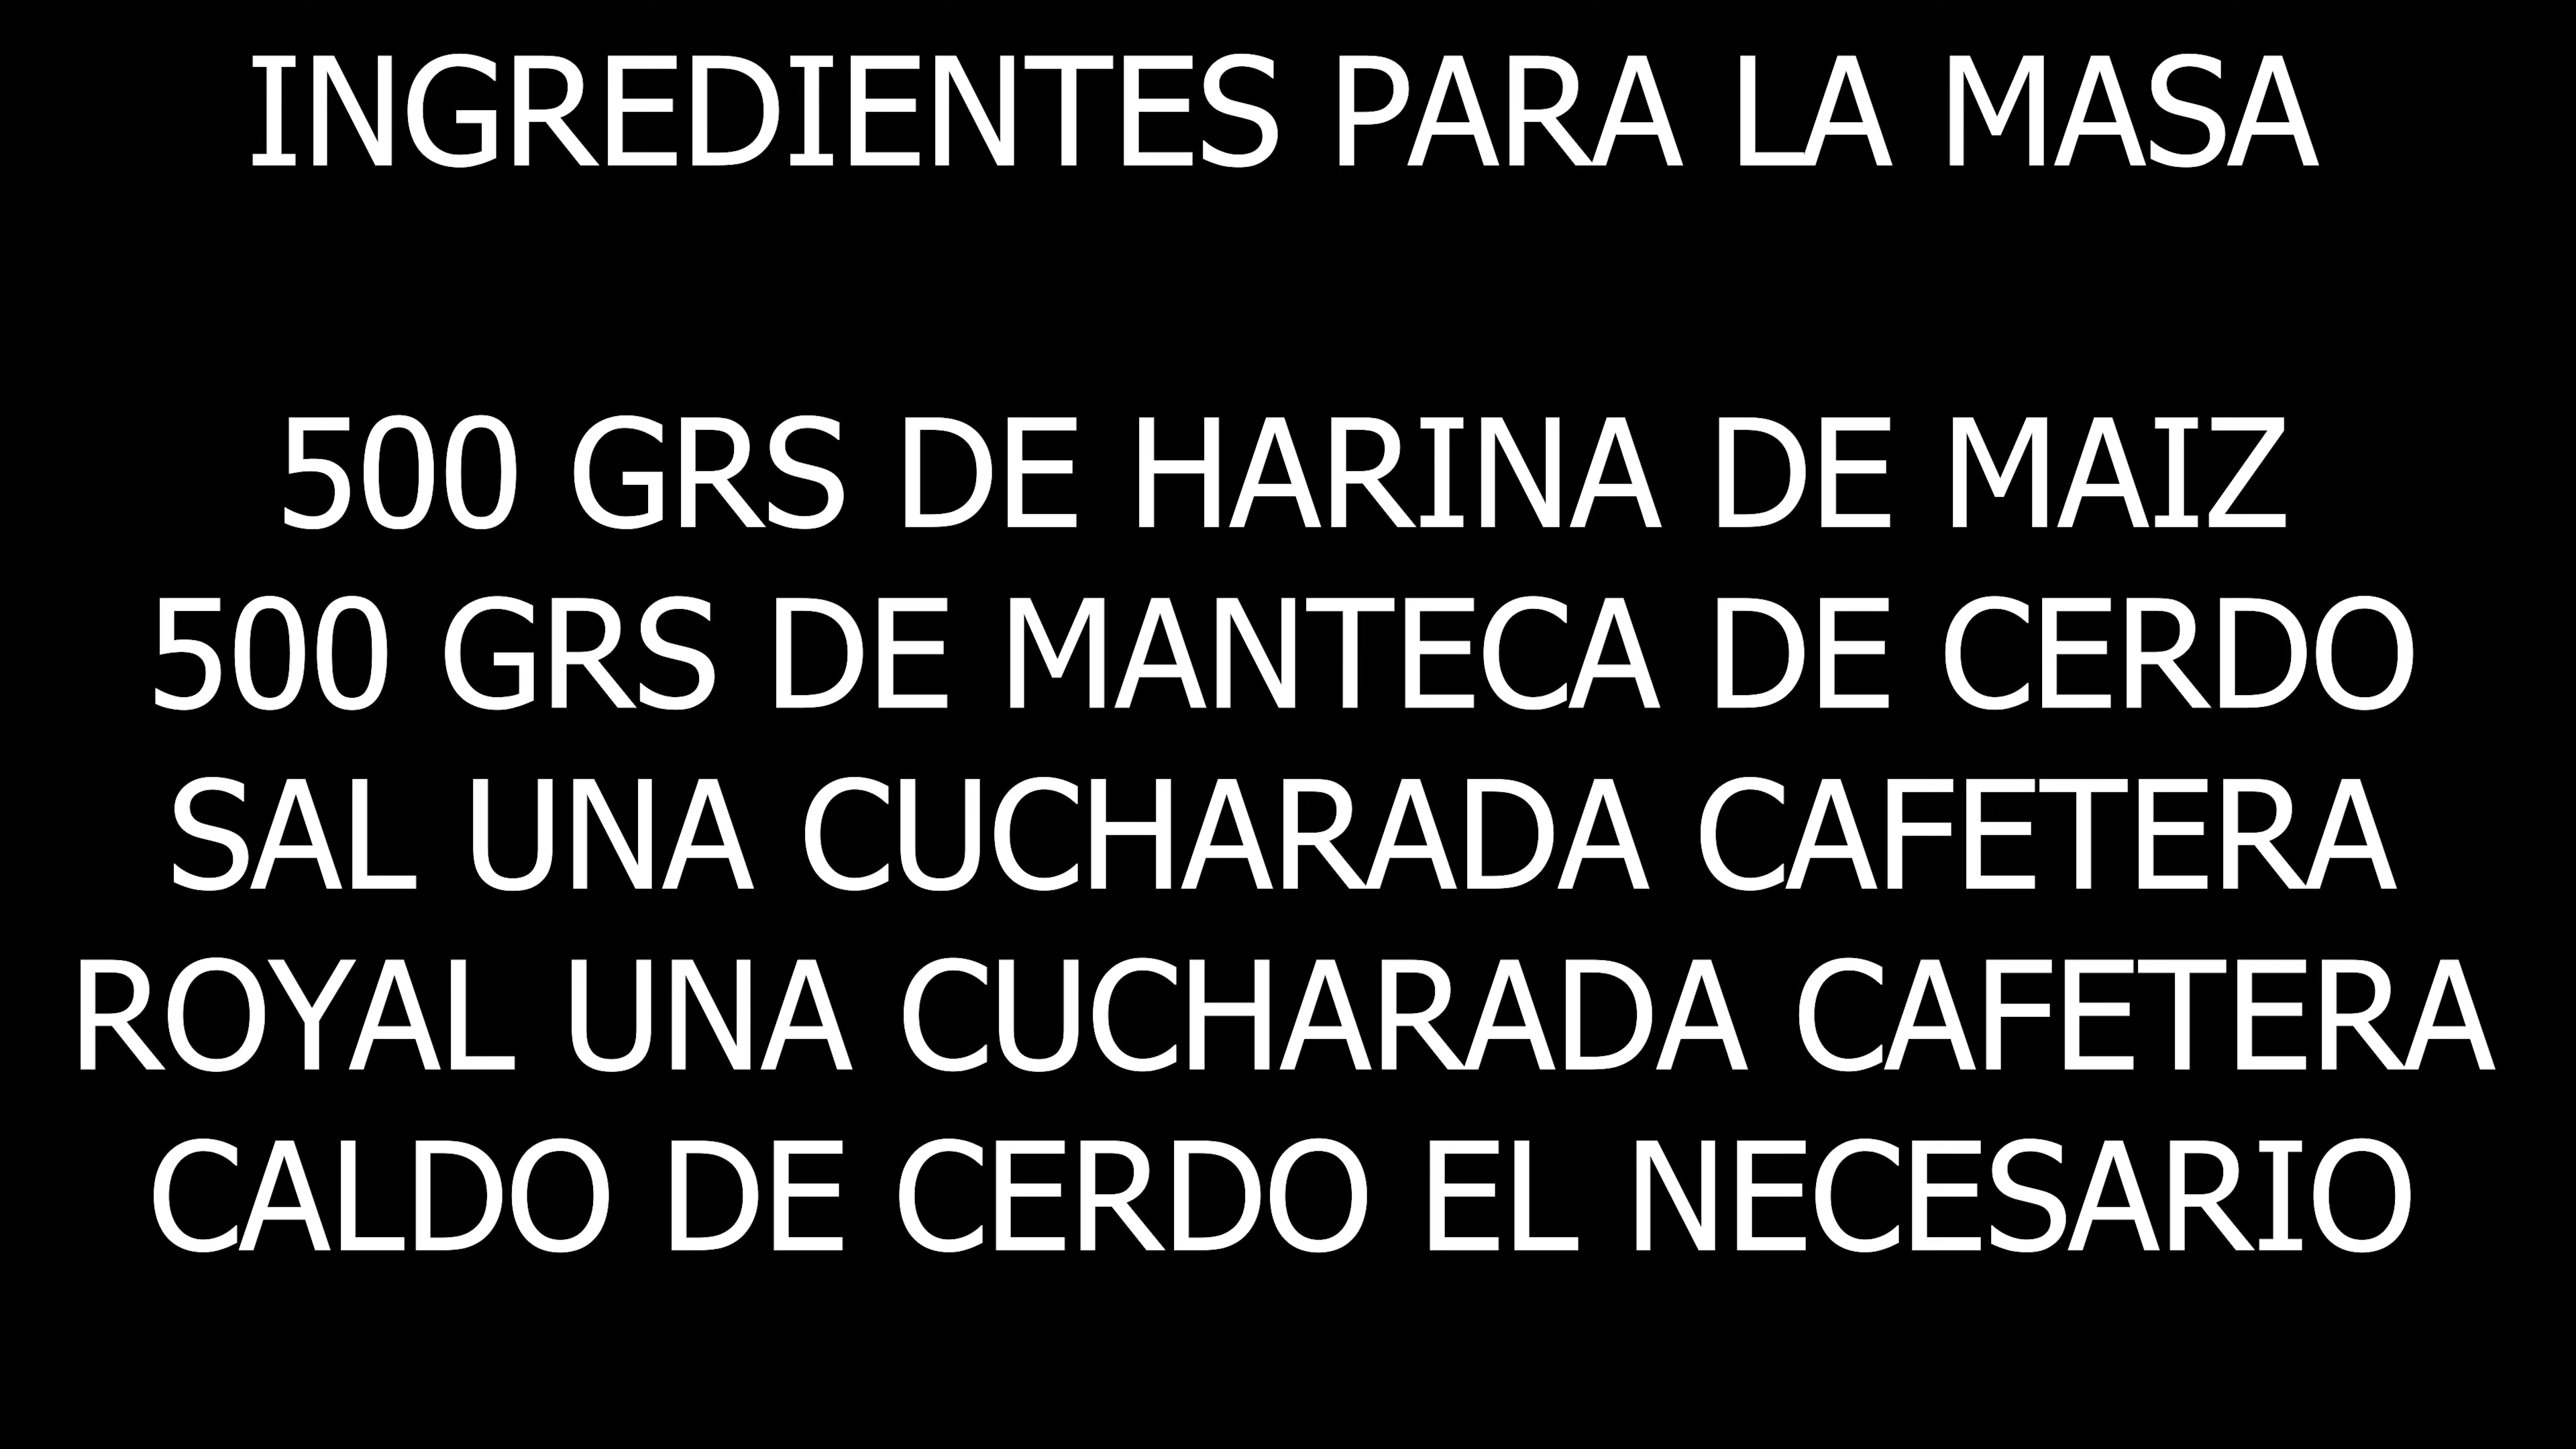 INGREDIENTES PARA LA MASA
500 GRS DE HARINA DE MAIZ
500 GRS DE MANTECA DE CERDO
SAL UNA CUCHARADA CAFETERA
ROYAL UNA CUCHARADA CAFETERA
CALDO DE CERDO EL NECESARIO